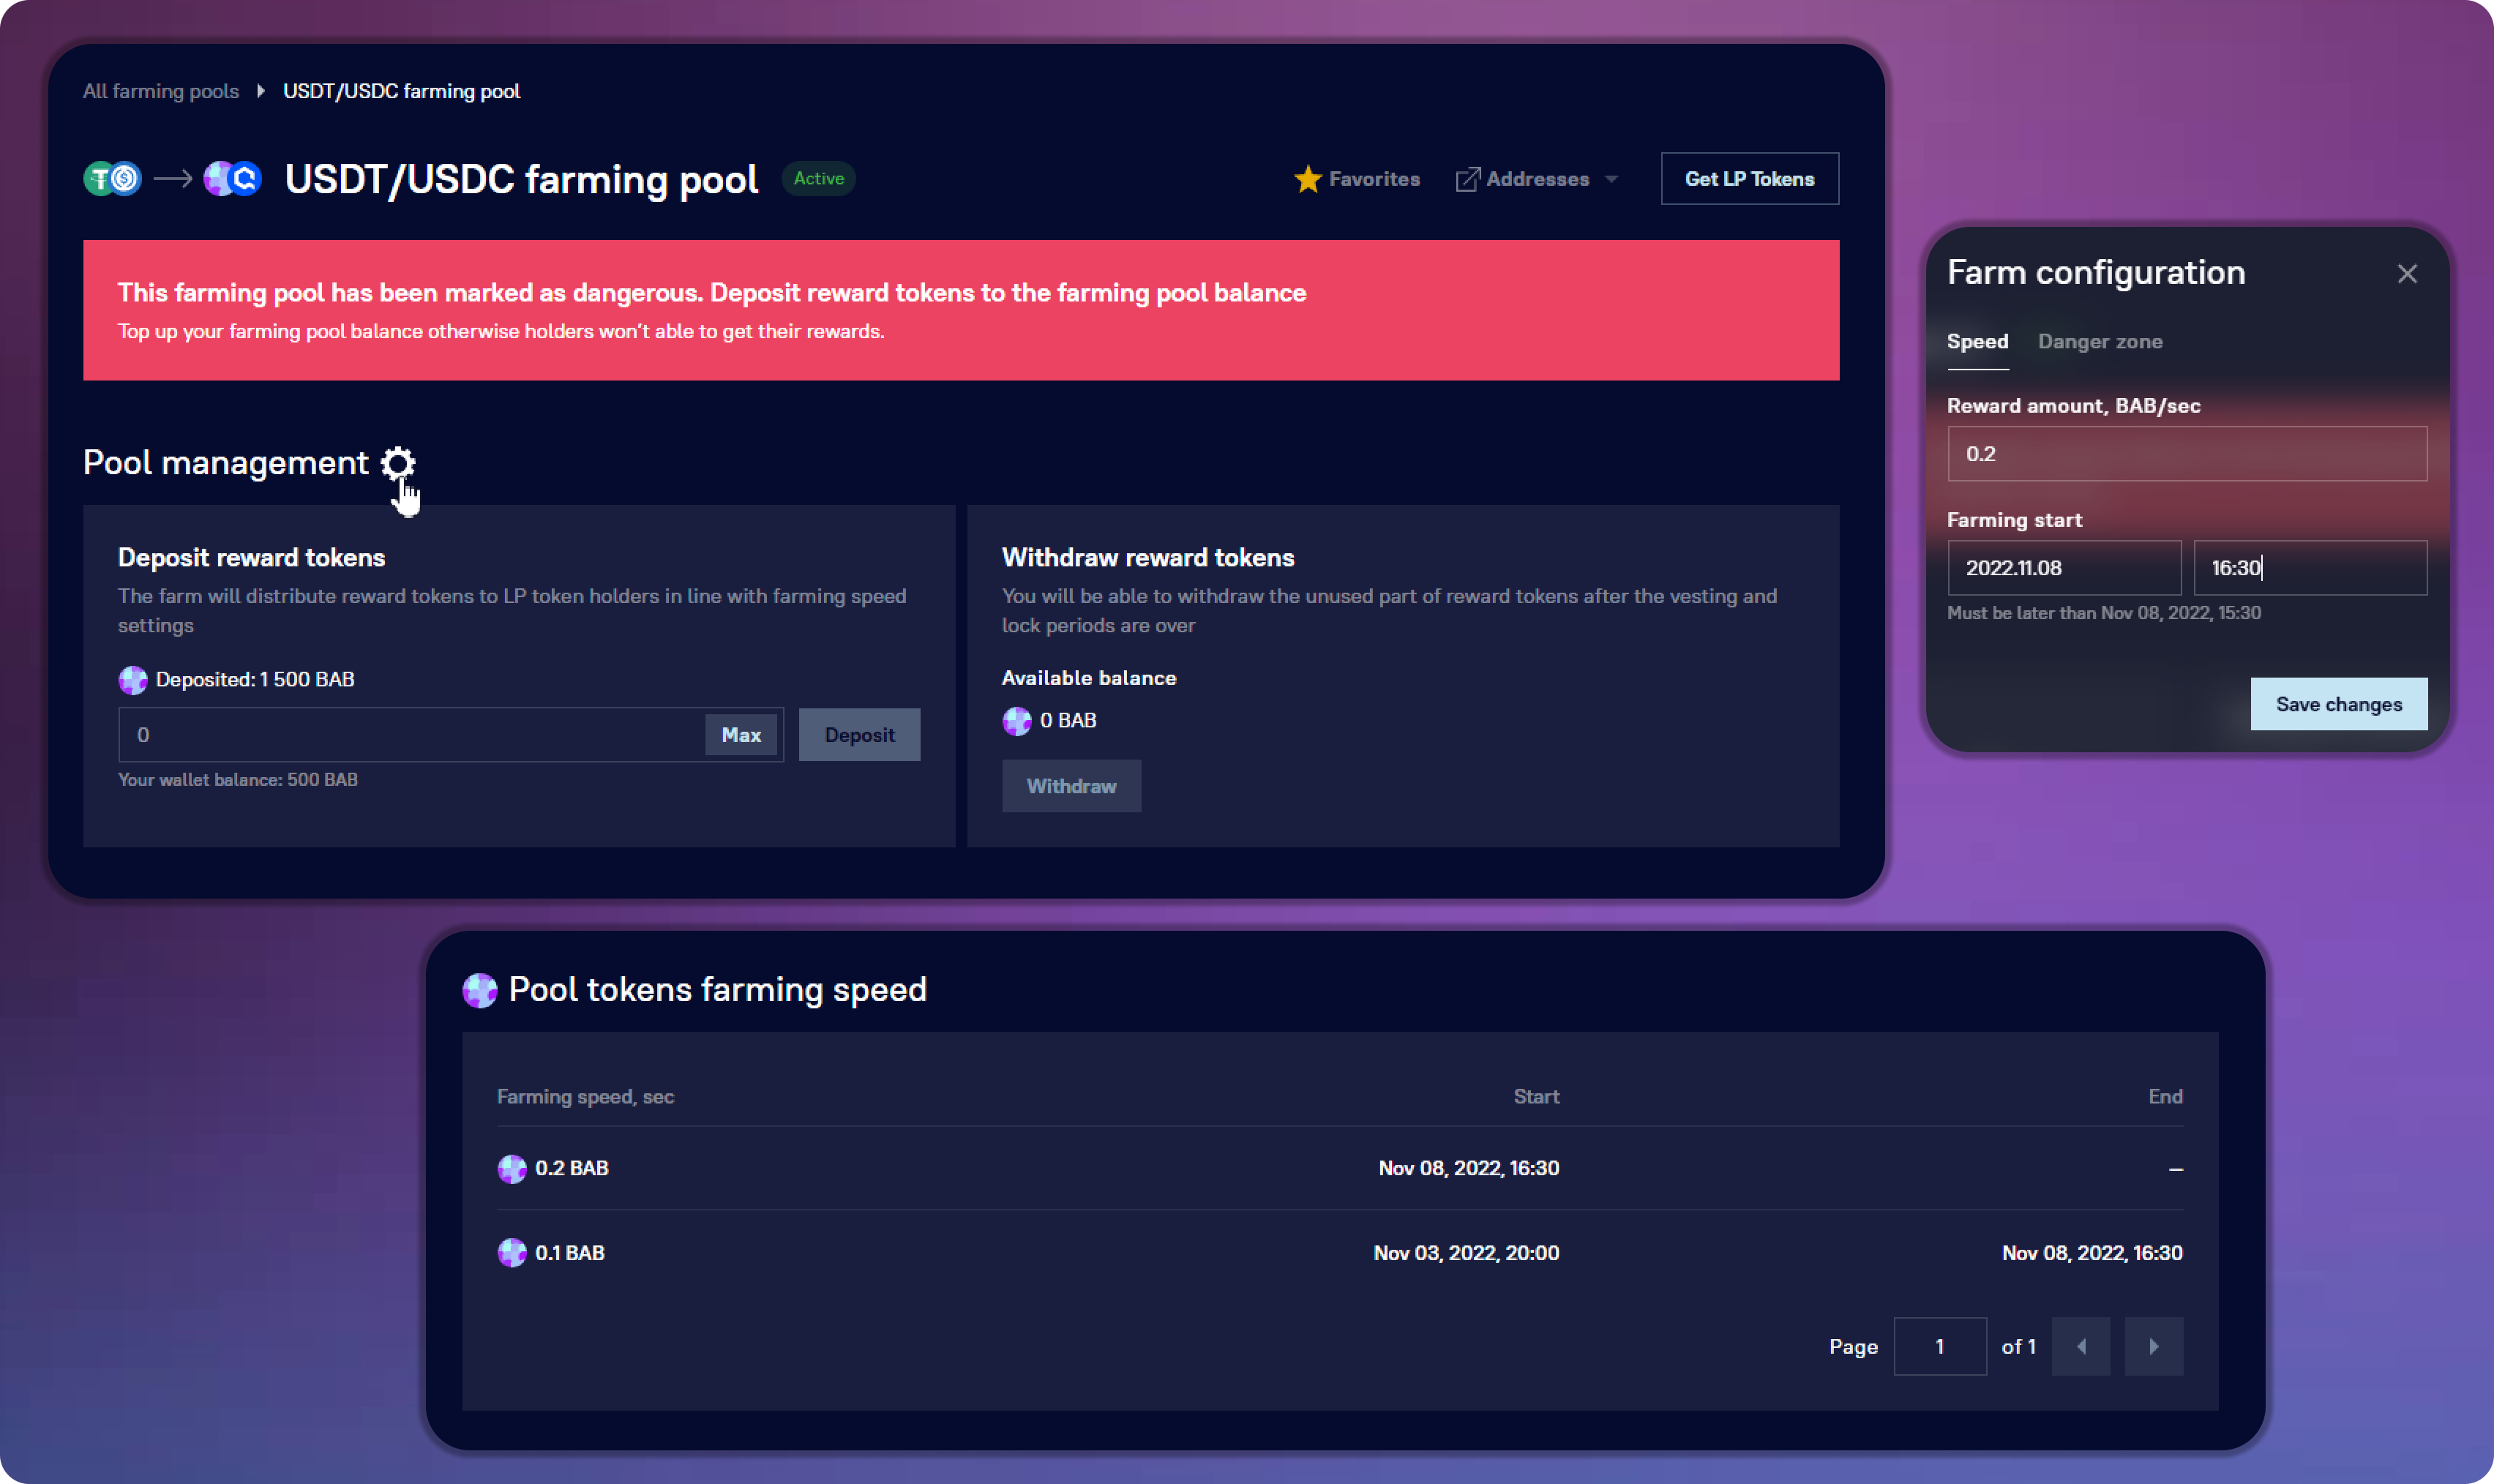 All farming pools USDT/USDC farming pool
USDT/USDC farming pool Active Favorites Addresses Get LP Tokens
This farming pool has been marked as dangerous. Deposit reward tokens to the farming pool balance
Top up your farming pool balance otherwise holders won't able to get their rewards.
Pool management
Deposit reward tokens
The farm will distribute reward tokens to LP token holders in line with farming speed
settings
Deposited: 1 500 BAB
0 Max Deposit
Your wallet balance: 500 BAB
Withdraw reward tokens
You will be able to withdraw the unused part of reward tokens after the vesting and
lock periods are over
Available balance
0 BAB
Withdraw
Farm configuration
Speed Danger zone
Reward amount, BAB/sec
0.2
Farming start
2022.11.08 16:30
Must be later than Nov 08, 2022, 15:30
Save changes
Pool tokens farming speed
Farming speed, sec Start End
0.2 BAB Nov 08, 2022, 16:30 –
0.1 BAB Nov 03, 2022, 20:00 Nov 08, 2022, 16:30
Page 1 of 1